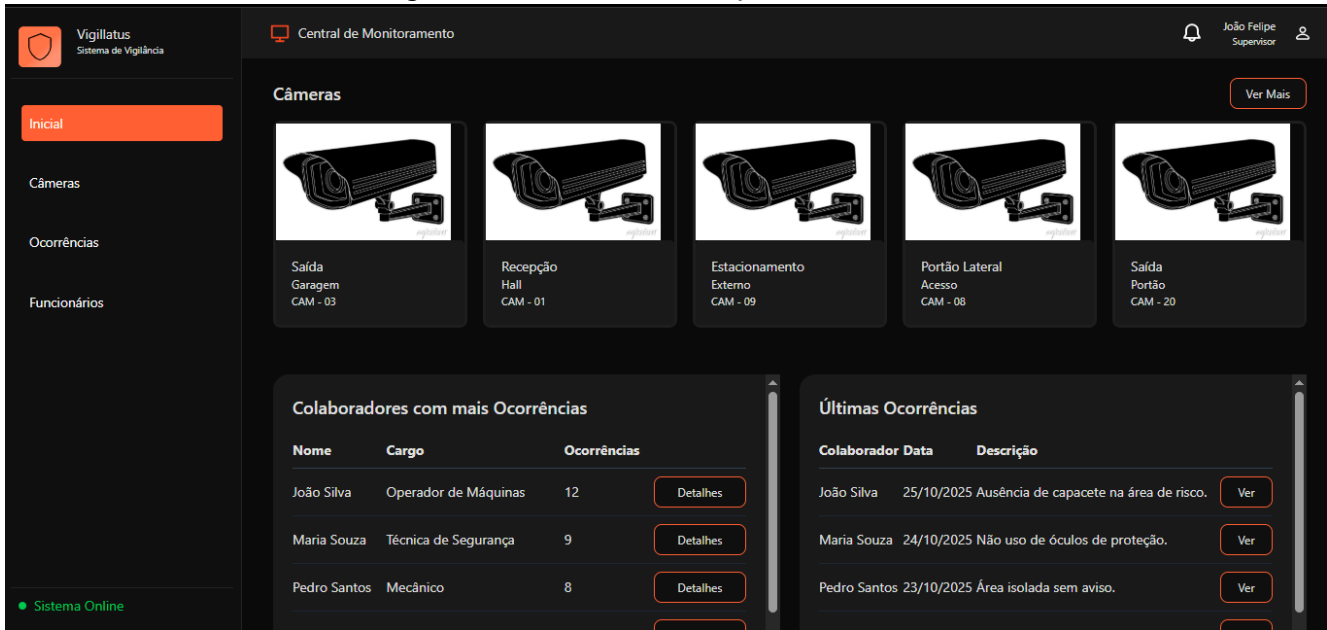 Vigillatus
Sistema de Vigilância
Central de Monitoramento
João Felipe
Supervisor
Inicial
Câmeras
Ocorrências
Funcionários
Sistema Online
Câmeras
Ver Mais
Saída
Garagem
CAM - 03
Recepção
Hall
CAM - 01
Estacionamento
Externo
CAM - 09
Portão Lateral
Acesso
CAM - 08
Saída
Portão
CAM - 20
Colaboradores com mais Ocorrências
Nome Cargo Ocorrências
João Silva Operador de Máquinas 12 Detalhes
Maria Souza Técnica de Segurança 9 Detalhes
Pedro Santos Mecânico 8 Detalhes
Últimas Ocorrências
Colaborador Data Descrição
João Silva 25/10/2025 Ausência de capacete na área de risco. Ver
Maria Souza 24/10/2025 Não uso de óculos de proteção. Ver
Pedro Santos 23/10/2025 Área isolada sem aviso. Ver